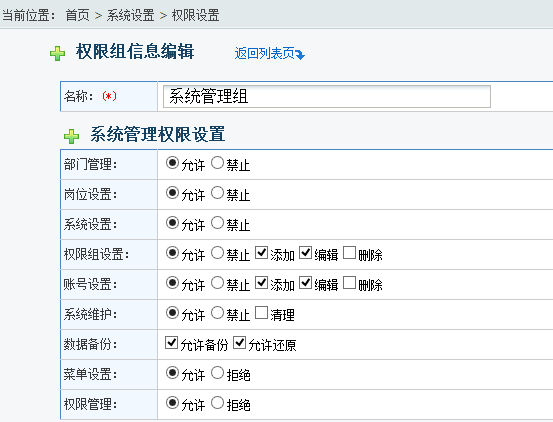 当前位置： 首页 > 系统设置 > 权限设置
权限组信息编辑 返回列表页
名称：(*) 系统管理组
系统管理权限设置
部门管理： 允许 禁止
岗位设置： 允许 禁止
系统设置： 允许 禁止
权限组设置： 允许 禁止 添加 编辑 删除
账号设置： 允许 禁止 添加 编辑 删除
系统维护： 允许 禁止 清理
数据备份： 允许备份 允许还原
菜单设置： 允许 拒绝
权限管理： 允许 拒绝